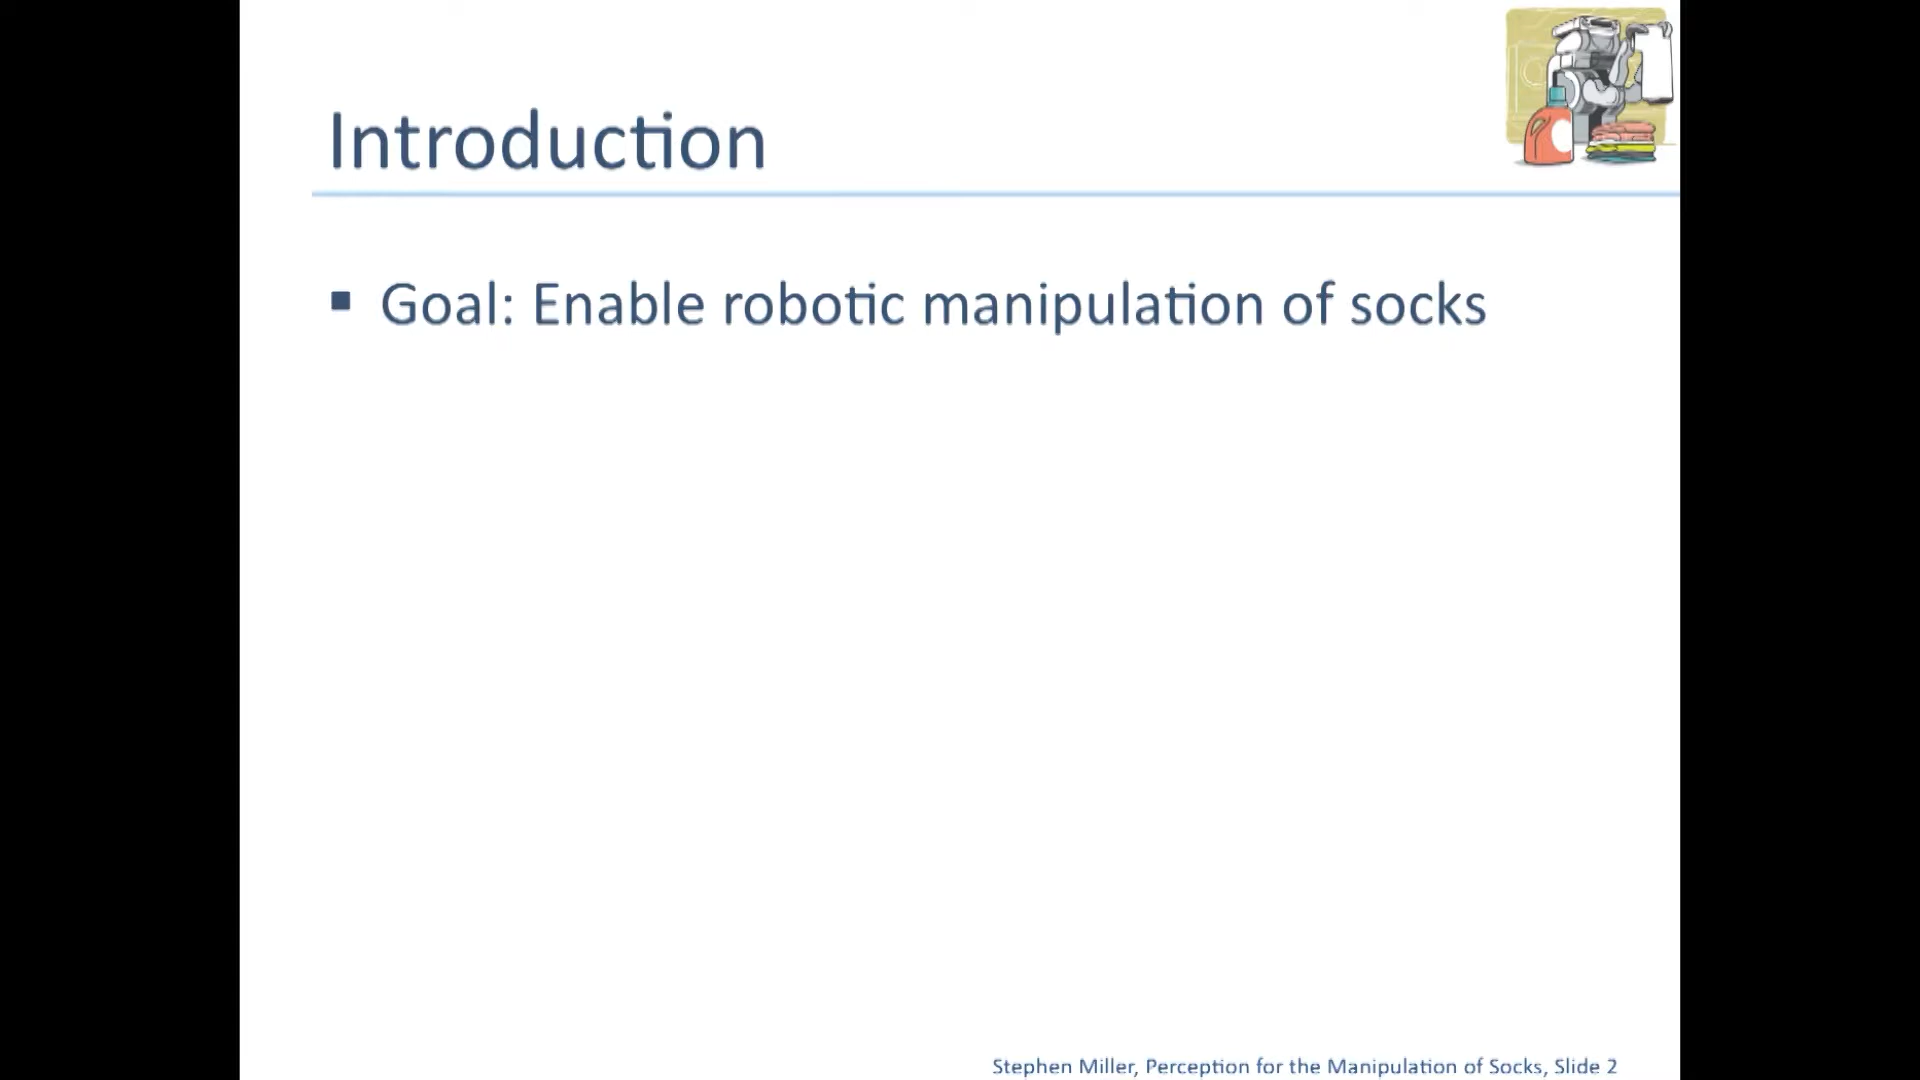 Introduction
▪ Goal: Enable robotic manipulation of socks
Stephen Miller, Perception for the Manipulation of Socks, Slide 2